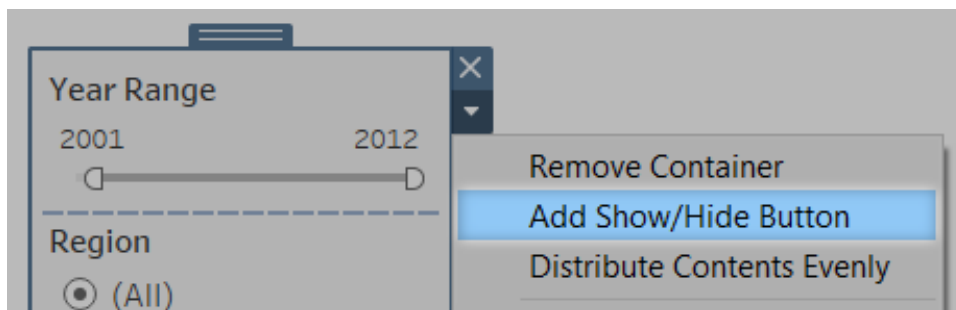 Year Range
2001 2012
Region
(All)
Remove Container
Add Show/Hide Button
Distribute Contents Evenly